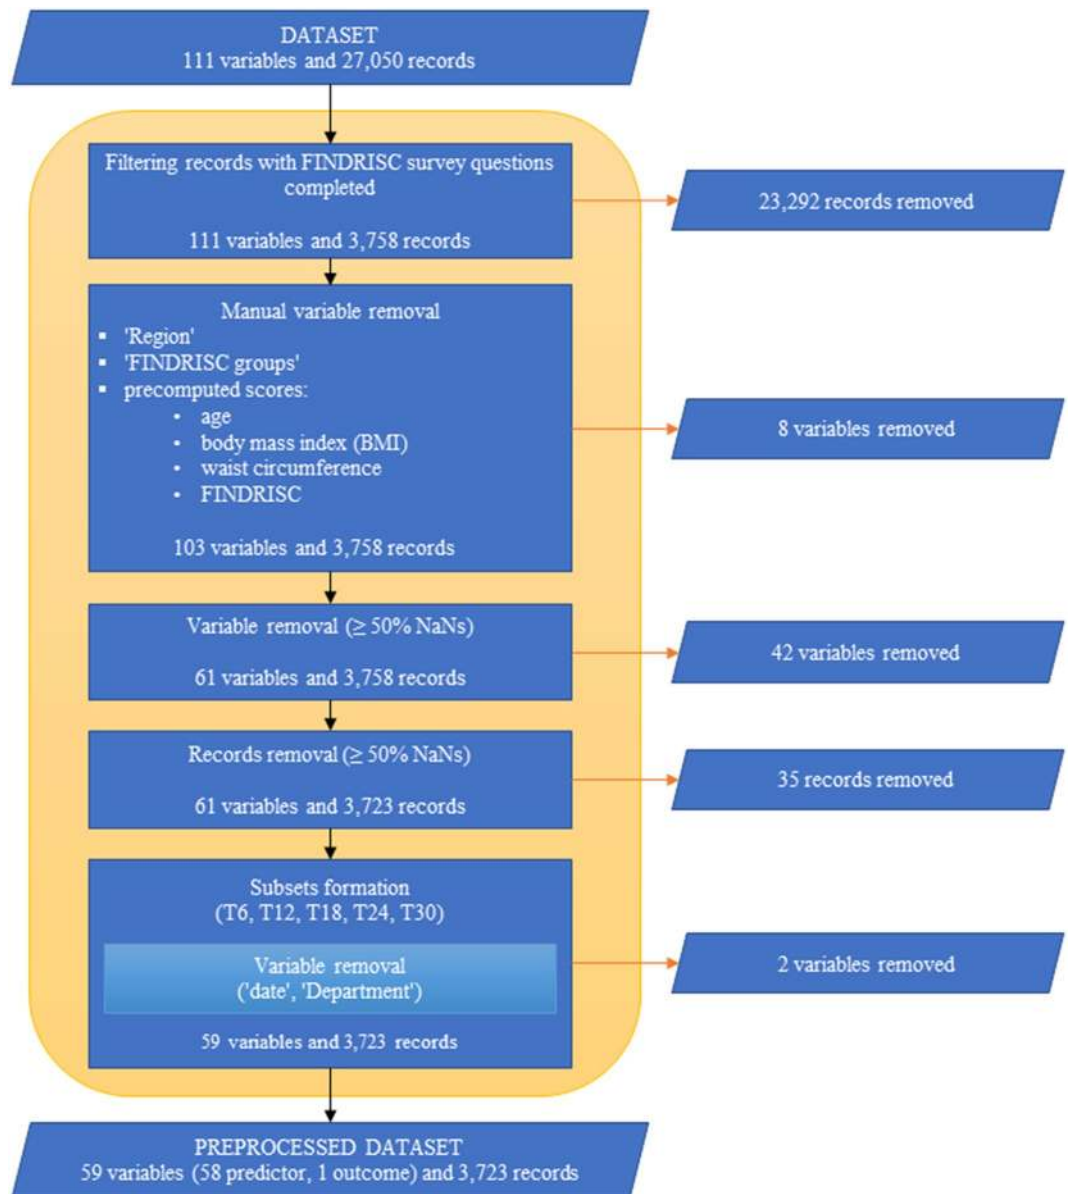 DATASET
111 variables and 27,050 records
Filtering records with FINDRISC survey questions
completed
111 variables and 3,758 records
23,292 records removed
Manual variable removal
▪ 'Region'
▪ 'FINDRISC groups'
▪ precomputed scores:
• age
• body mass index (BMI)
• waist circumference
• FINDRISC
103 variables and 3,758 records
8 variables removed
Variable removal (≥ 50% NaNs)
61 variables and 3,758 records
42 variables removed
Records removal (≥ 50% NaNs)
61 variables and 3,723 records
35 records removed
Subsets formation
(T6, T12, T18, T24, T30)
Variable removal
('date', 'Department')
59 variables and 3,723 records
2 variables removed
PREPROCESSED DATASET
59 variables (58 predictor, 1 outcome) and 3,723 records